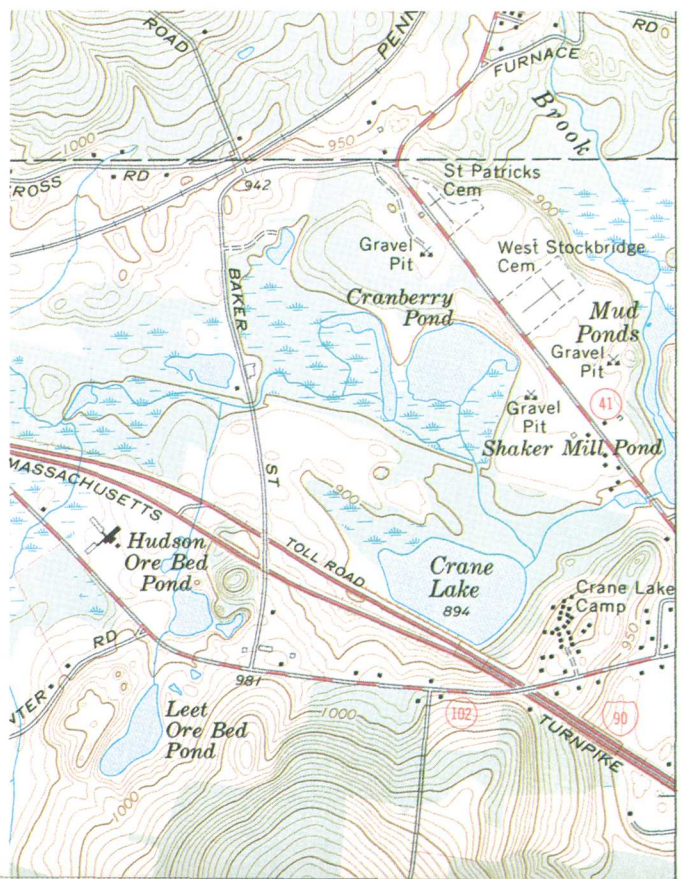 ROAD
PENN
RD
FURNACE
Brook
1000
950
ROSS RD
942
St Patricks
Cem
900
Gravel
Pit
West Stockbridge
Cem
BAKER
Cranberry
Pond
Mud
Ponds
Gravel
Pit
Gravel
Pit
41
Shaker Mill Pond
ST
MASSACHUSETTS
900
TOLL ROAD
Hudson
Ore Bed
Pond
Crane
Lake
894
Crane Lake
Camp
950
RD
NTER
981
Leet
Ore Bed
Pond
1000
102
90
TURNPIKE
1000